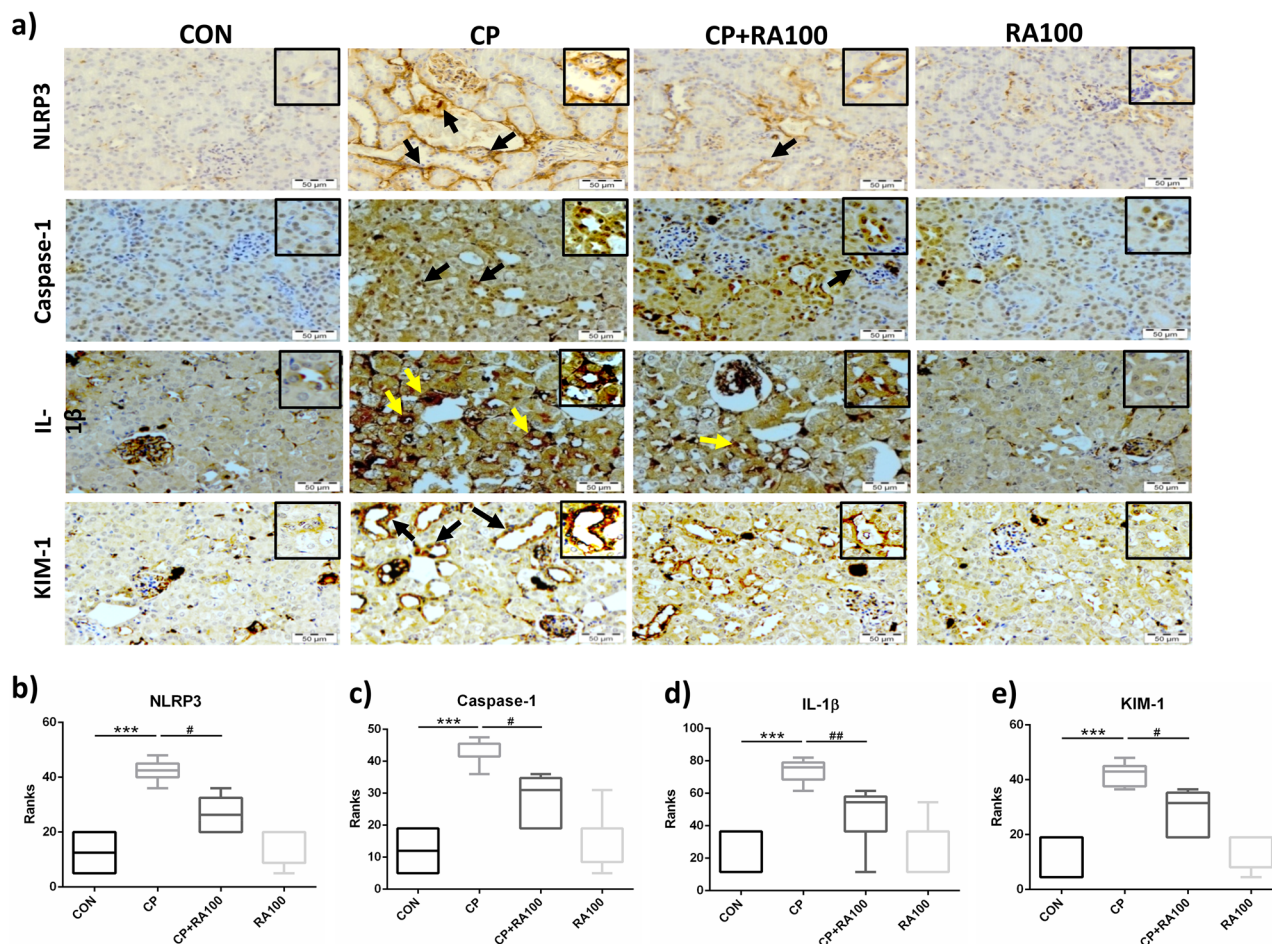 a)
CON CP CP+RA100 RA100
NLRP3
50 µm 50 µm 50 µm 50 µm
Caspase-1
50 µm 50 µm 50 µm 50 µm
IL-
1β
50 µm 50 µm 50 µm 50 µm
KIM-1
50 µm 50 µm 50 µm 50 µm
b)
NLRP3
60
40
20
0
Ranks
*** #
CON CP CP+RA100 RA100
c)
Caspase-1
50
40
30
20
10
0
Ranks
*** #
CON CP CP+RA100 RA100
d)
IL-1β
100
80
60
40
20
0
Ranks
*** ##
CON CP CP+RA100 RA100
e)
KIM-1
60
40
20
0
Ranks
*** #
CON CP CP+RA100 RA100